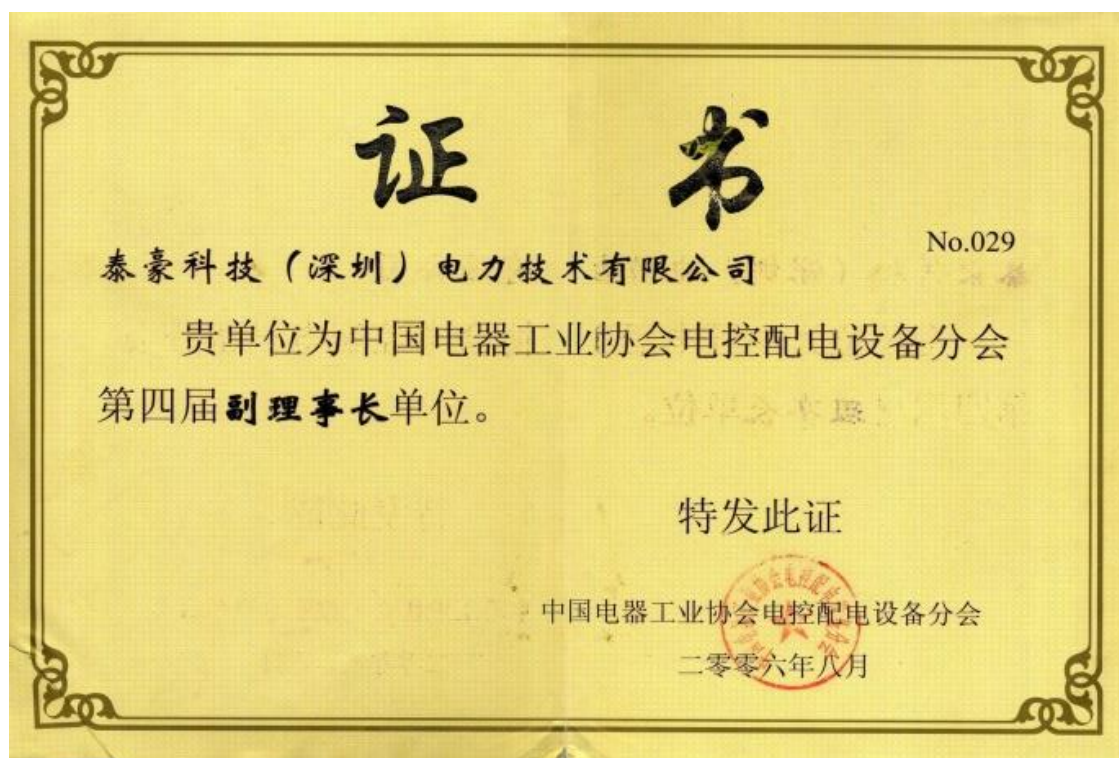 证 书
No.029
泰豪科技（深圳）电力技术有限公司
贵单位为中国电器工业协会电控配电设备分会
第四届副理事长单位。
特发此证
中国电器工业协会电控配电设备分会
二零零六年八月